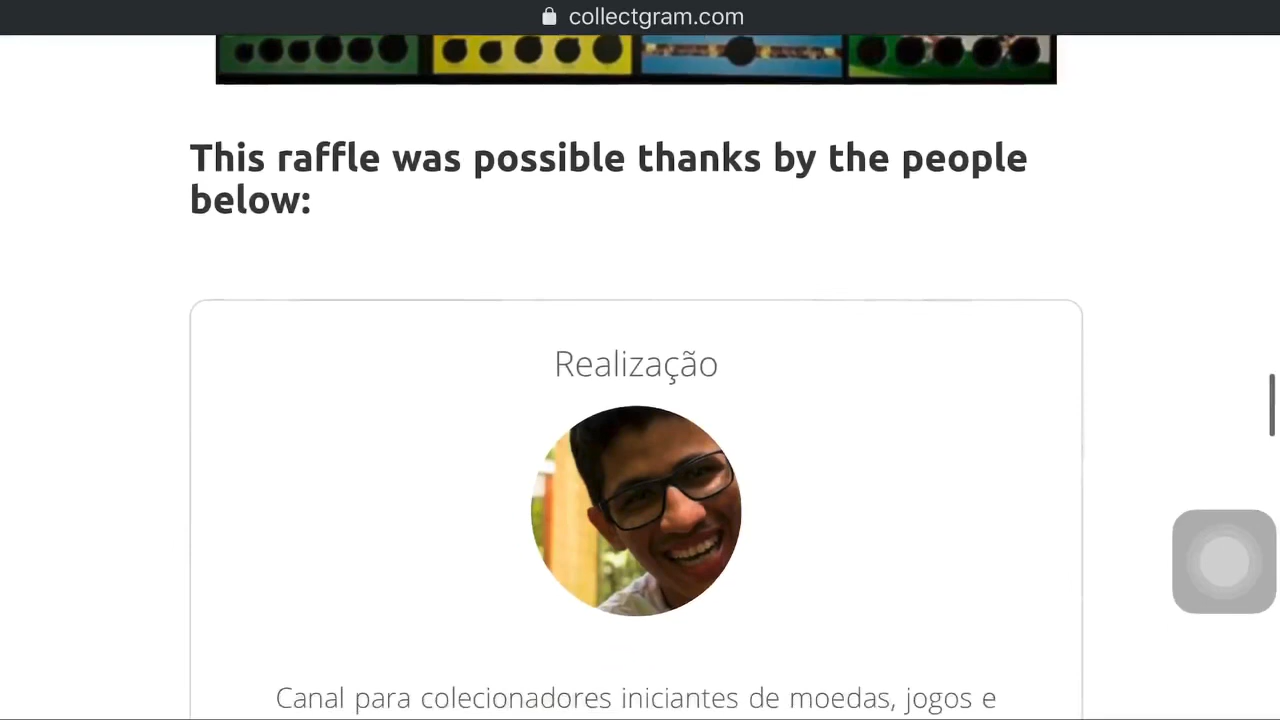 collectgram.com
This raffle was possible thanks by the people
below:
Realização
Canal para colecionadores iniciantes de moedas, jogos e